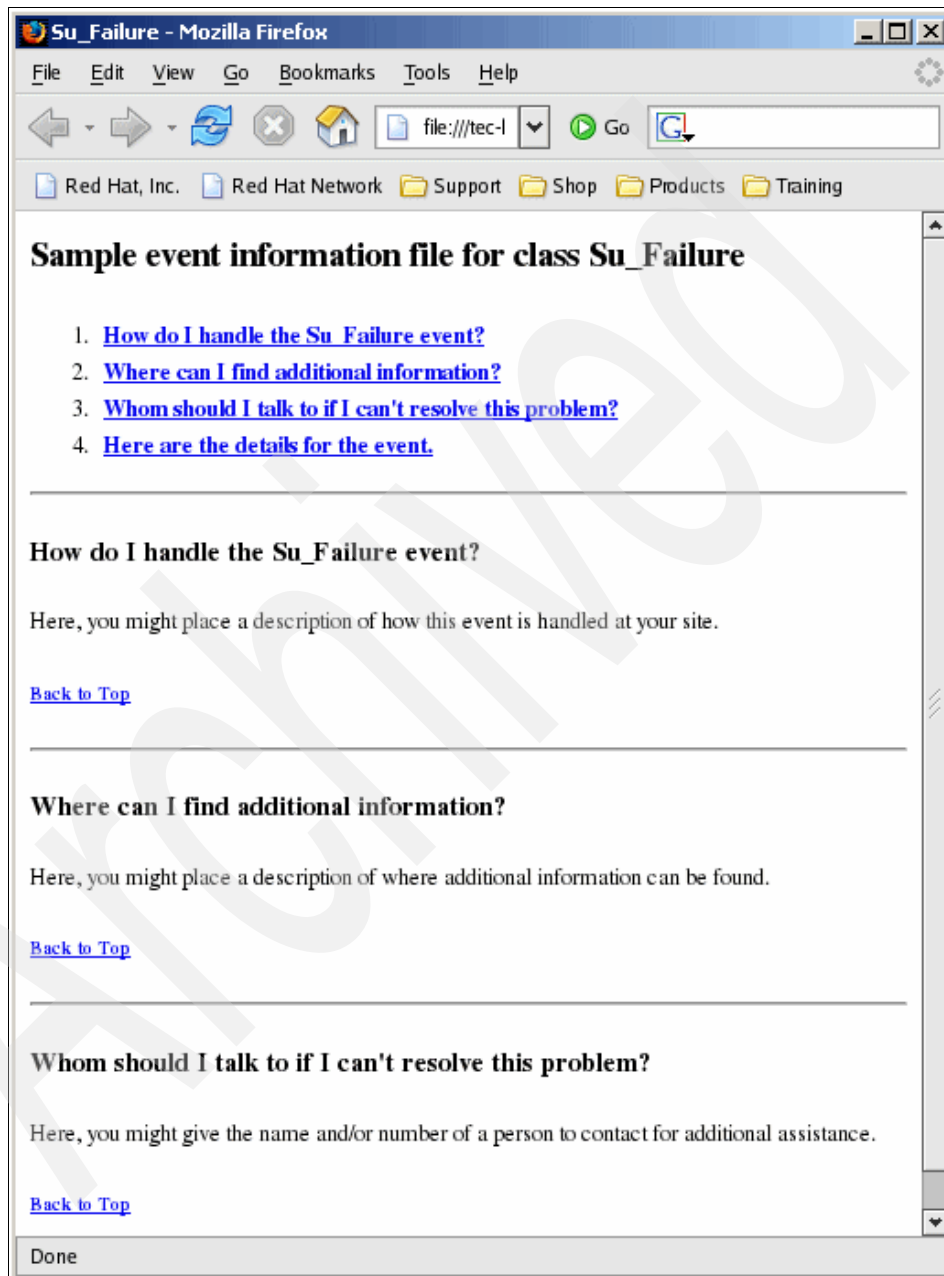 Su_Failure - Mozilla Firefox
File Edit View Go Bookmarks Tools Help
file:///tec-l Go G
Red Hat, Inc. Red Hat Network Support Shop Products Training
Sample event information file for class Su_Failure
1. How do I handle the Su_Failure event?
2. Where can I find additional information?
3. Whom should I talk to if I can't resolve this problem?
4. Here are the details for the event.
How do I handle the Su_Failure event?
Here, you might place a description of how this event is handled at your site.
Back to Top
Where can I find additional information?
Here, you might place a description of where additional information can be found.
Back to Top
Whom should I talk to if I can't resolve this problem?
Here, you might give the name and/or number of a person to contact for additional assistance.
Back to Top
Done
Archived